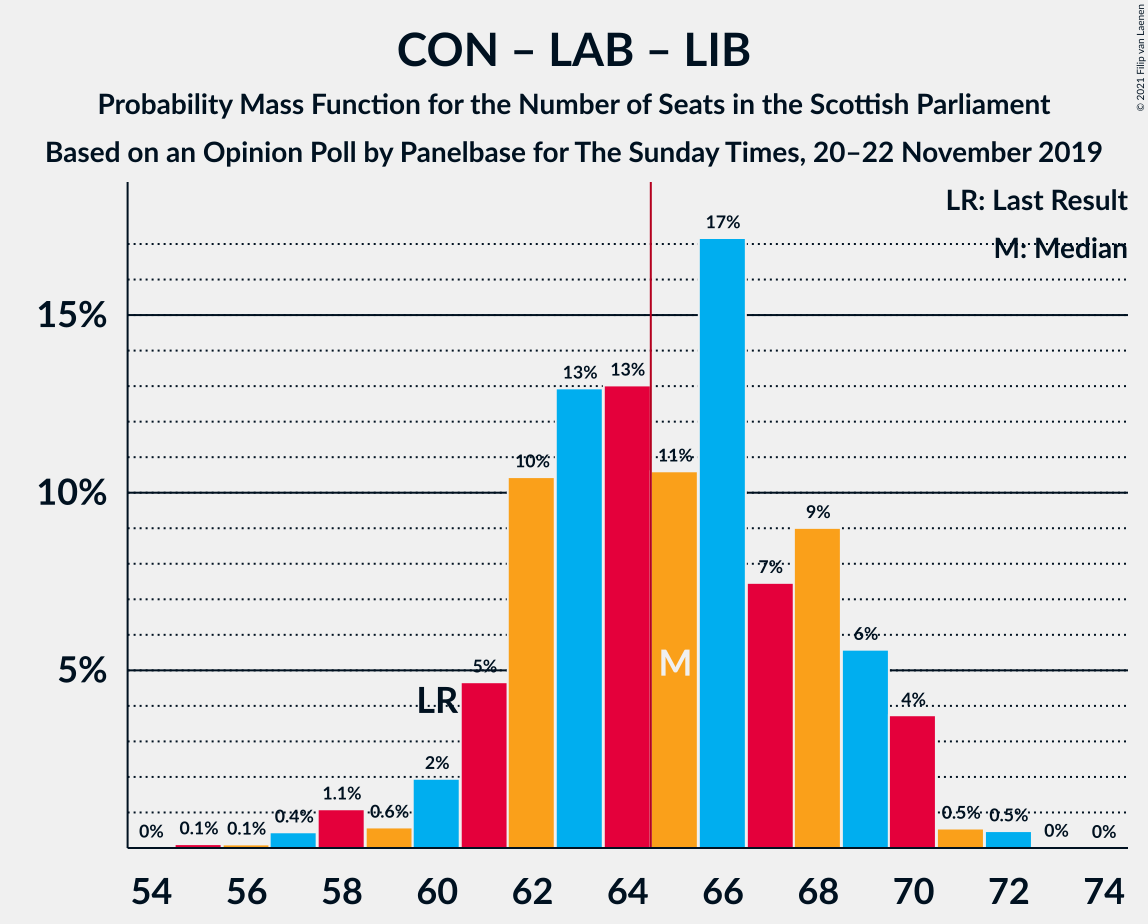 CON – LAB – LIB
Probability Mass Function for the Number of Seats in the Scottish Parliament
Based on an Opinion Poll by Panelbase for The Sunday Times, 20–22 November 2019
© 2021 Filip van Laenen
LR: Last Result
M: Median
15%
10%
5%
0%
0.1%
0.1%
0.4%
1.1%
0.6%
2%
LR
5%
10%
13%
13%
11%
M
17%
7%
9%
6%
4%
0.5%
0.5%
0%
0%
54 56 58 60 62 64 66 68 70 72 74